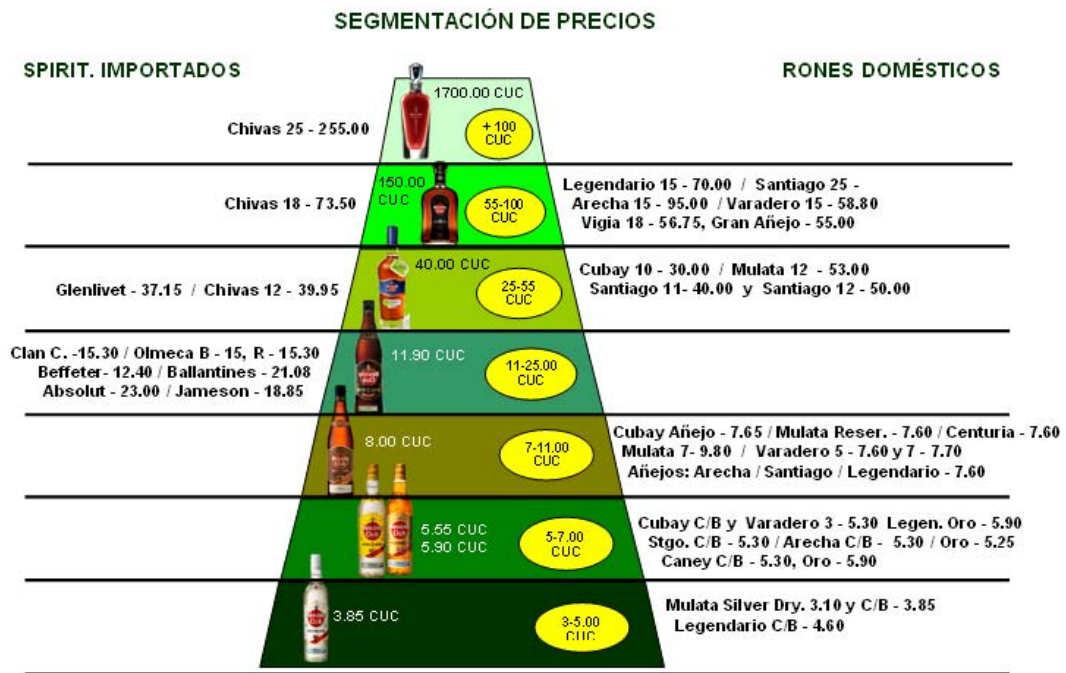 SEGMENTACIÓN DE PRECIOS
SPIRIT. IMPORTADOS
RONES DOMÉSTICOS
1700.00 CUC
+ 100
CUC
Chivas 25 - 255.00
150.00
CUC
55-100
CUC
Chivas 18 - 73.50
Legendario 15 - 70.00 / Santiago 25 -
Arecha 15 - 95.00 / Varadero 15 - 58.80
Vigia 18 - 56.75, Gran Añejo - 55.00
40.00 CUC
25-55
CUC
Glenlivet - 37.15 / Chivas 12 - 39.95
Cubay 10 - 30.00 / Mulata 12 - 53.00
Santiago 11- 40.00 y Santiago 12 - 50.00
Clan C. -15.30 / Olmeca B - 15, R - 15.30
Beffeter- 12.40 / Ballantines - 21.08
Absolut - 23.00 / Jameson - 18.85
11.90 CUC
11-25.00
CUC
8.00 CUC
7-11.00
CUC
Cubay Añejo - 7.65 / Mulata Reser. - 7.60 / Centuria - 7.60
Mulata 7- 9.80 / Varadero 5 - 7.60 y 7 - 7.70
Añejos: Arecha / Santiago / Legendario - 7.60
5.55 CUC
5.90 CUC
5-7.00
CUC
Cubay C/B y Varadero 3 - 5.30 Legen. Oro - 5.90
Stgo. C/B - 5.30 / Arecha C/B - 5.30 / Oro - 5.25
Caney C/B - 5.30, Oro - 5.90
3.85 CUC
3-5.00
CUC
Mulata Silver Dry. 3.10 y C/B - 3.85
Legendario C/B - 4.60